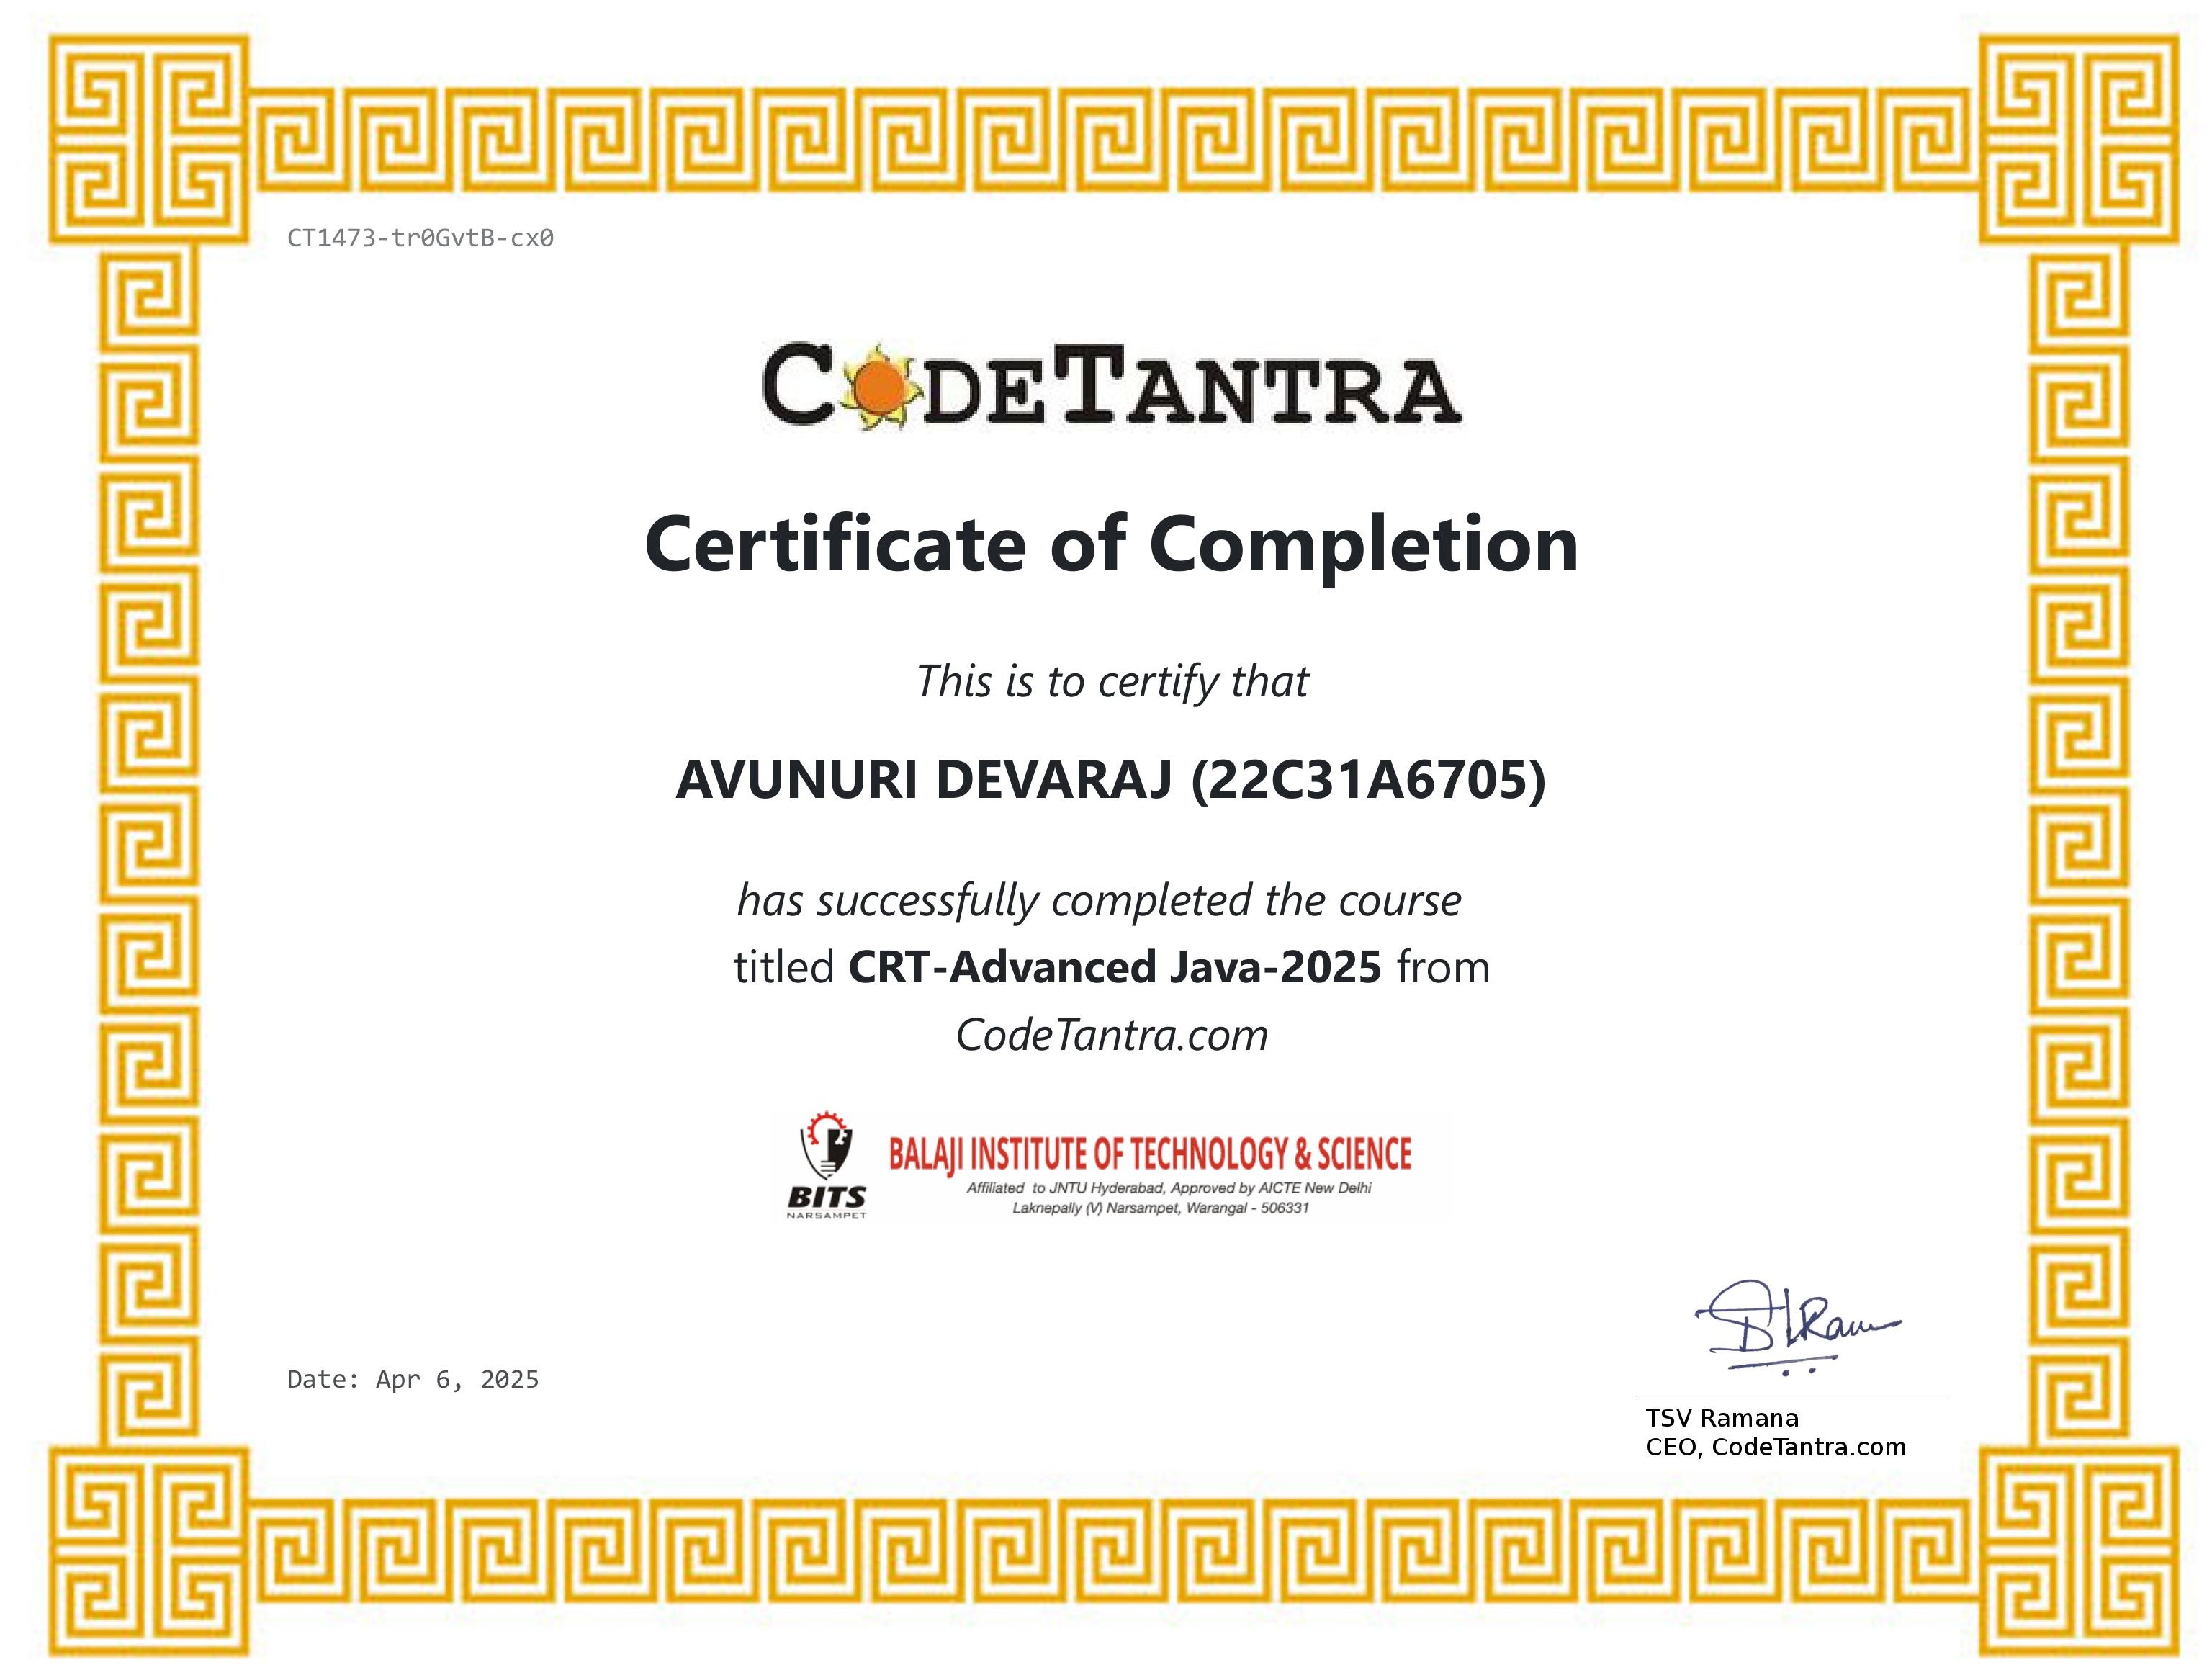 CT1473-tr0GvtB-cx0
CODETANTRA
Certificate of Completion
This is to certify that
AVUNURI DEVARAJ (22C31A6705)
has successfully completed the course
titled CRT-Advanced Java-2025 from
CodeTantra.com
BALAJI INSTITUTE OF TECHNOLOGY & SCIENCE
Affiliated to JNTU Hyderabad, Approved by AICTE New Delhi
Laknepally (V) Narsampet, Warangal - 506331
BITS
NARSAMPET
Date: Apr 6, 2025
TSV Ramana
CEO, CodeTantra.com